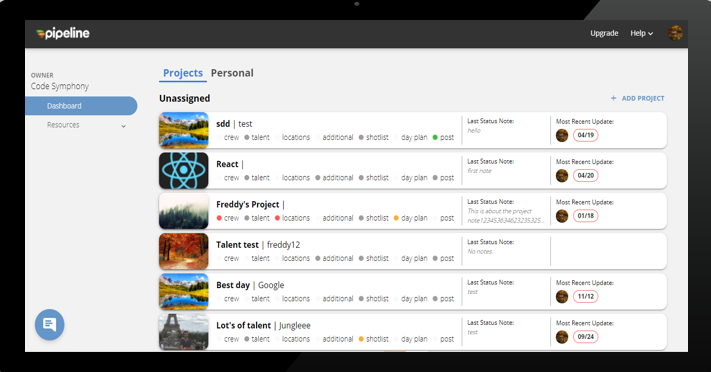 pipeline
Upgrade Help
OWNER
Code Symphony
Dashboard
Resources
Projects Personal
Unassigned
+ ADD PROJECT
sdd | test
crew talent locations additional shotlist day plan post
Last Status Note:
hello
Most Recent Update:
04/19
React |
crew talent locations additional shotlist day plan post
Last Status Note:
first note
Most Recent Update:
04/20
Freddy's Project |
crew talent locations additional shotlist day plan post
Last Status Note:
This is about the project
note123453634623235325...
Most Recent Update:
01/18
Talent test | freddy12
crew talent locations additional shotlist day plan post
Last Status Note:
No notes.
Best day | Google
crew talent locations additional shotlist day plan post
Last Status Note:
test
Most Recent Update:
11/12
Lot's of talent | Jungleee
crew talent locations additional shotlist day plan post
Last Status Note:
test
Most Recent Update:
09/24